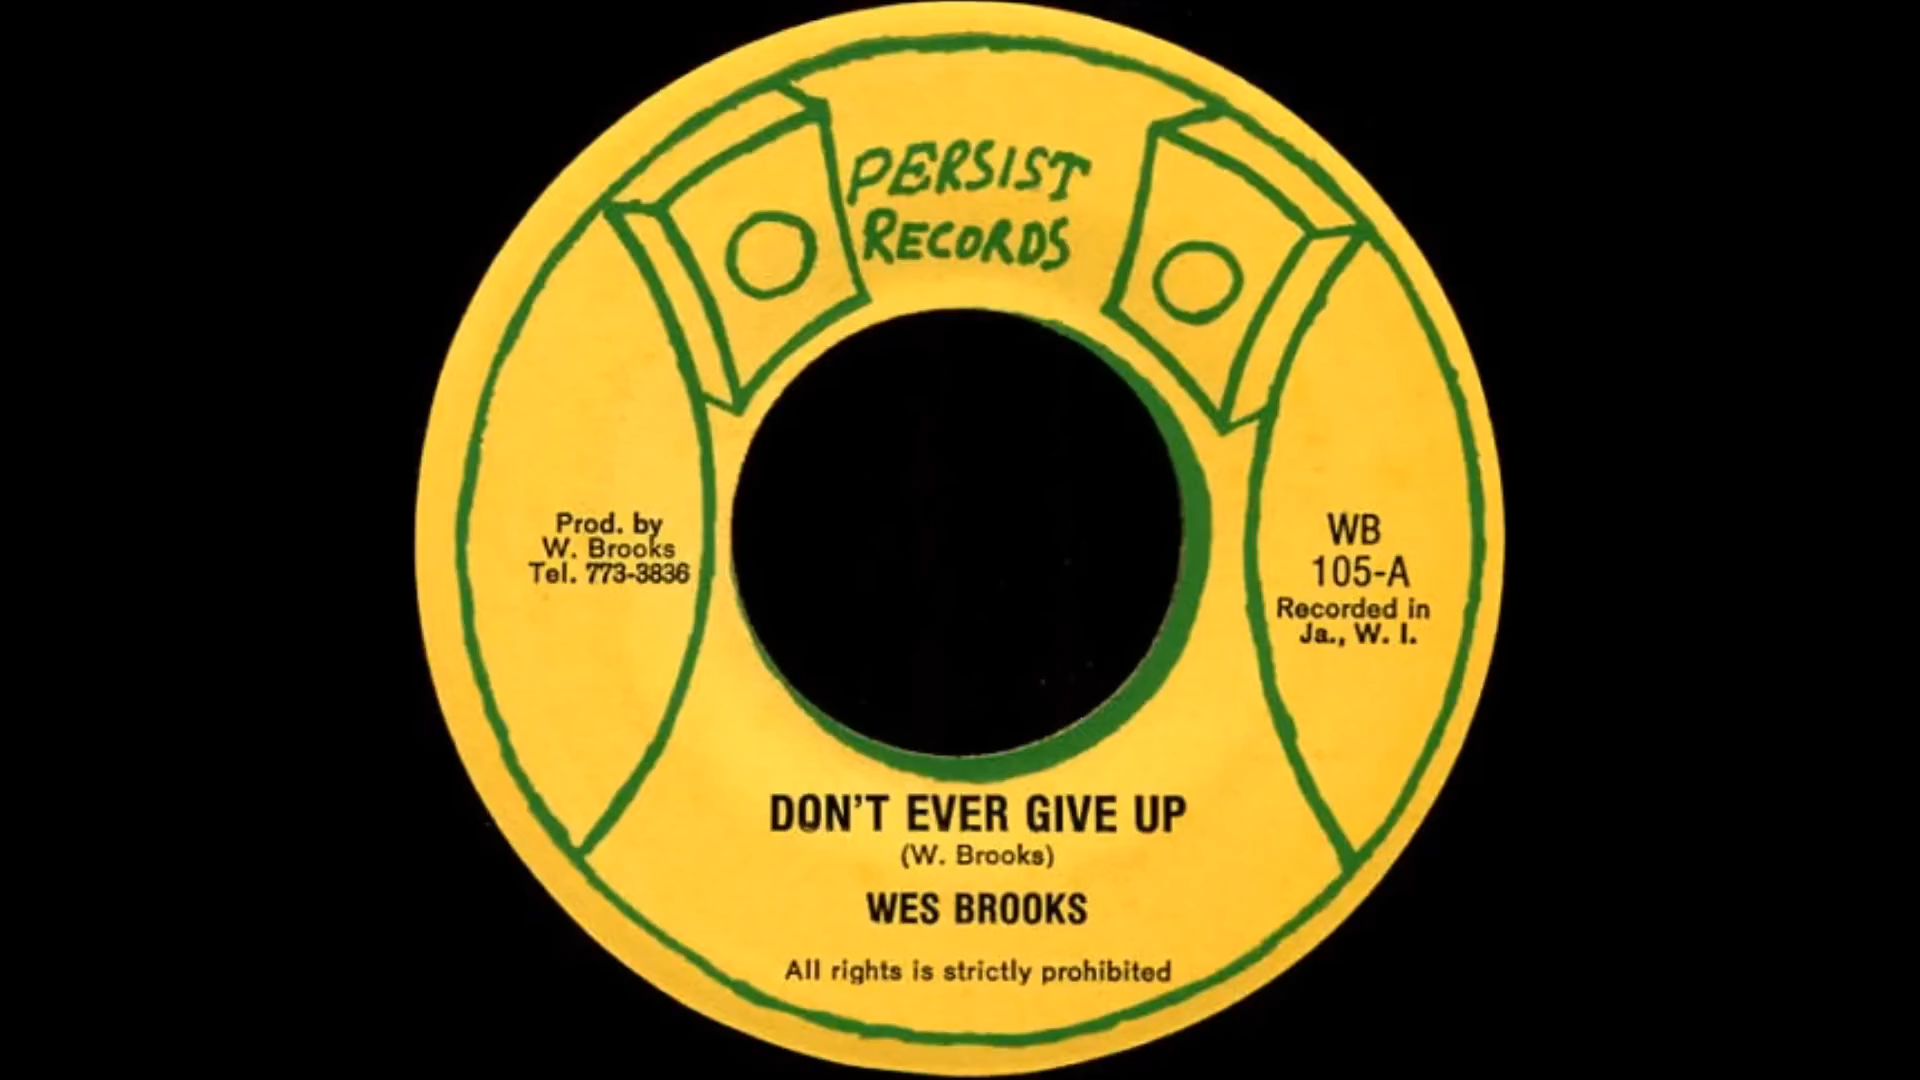 PERSIST
RECORDS
Prod. by
W. Brooks
Tel. 773-3836
WB
105-A
Recorded in
Ja., W. I.
DON'T EVER GIVE UP
(W. Brooks)
WES BROOKS
All rights is strictly prohibited